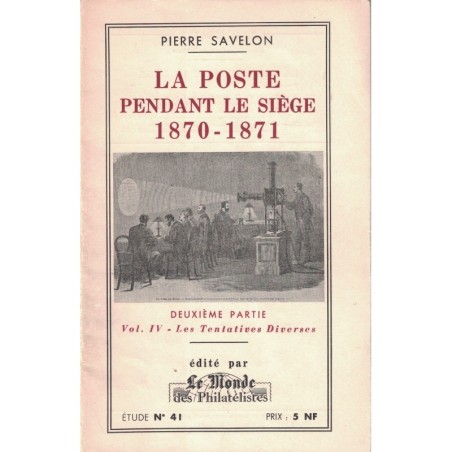 PIERRE SAVELON
LA POSTE
PENDANT LE SIÈGE
1870-1871
DEUXIÈME PARTIE
Vol. IV - Les Tentatives Diverses
édité par
Le Monde
des Philatélistes
ÉTUDE N° 41
PRIX : 5 NF